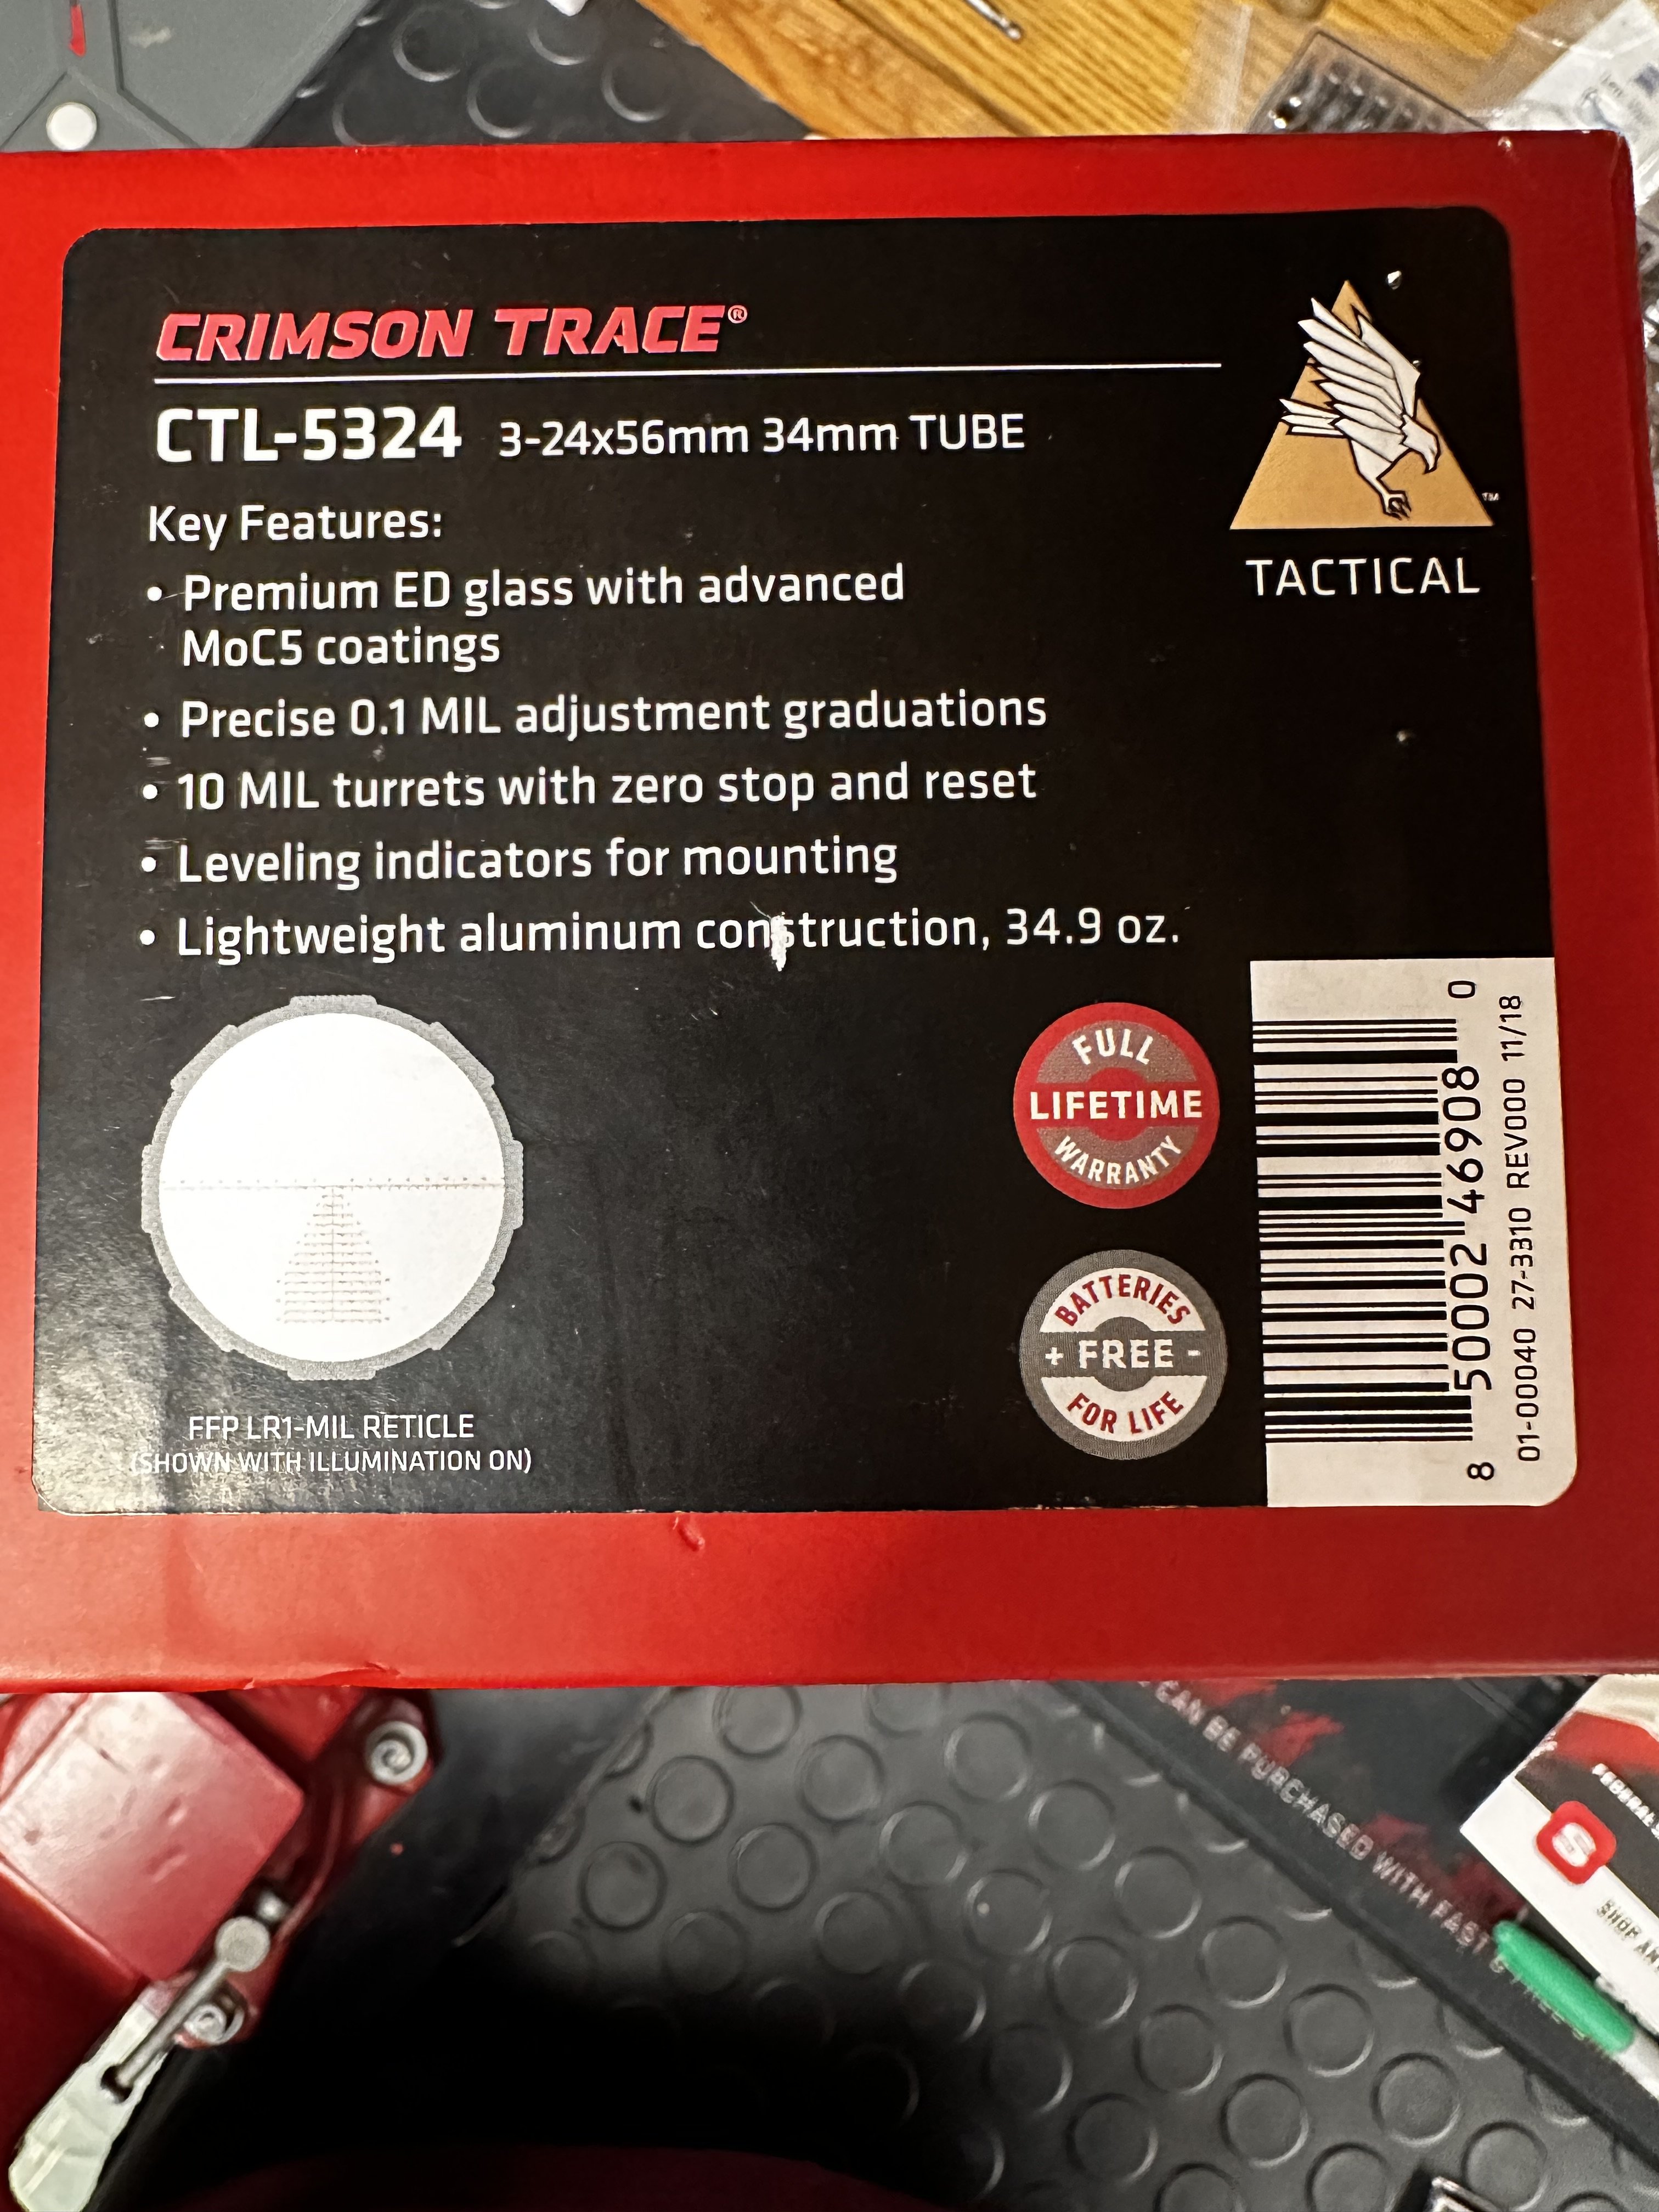 CRIMSON TRACE®
CTL-5324 3-24x56mm 34mm TUBE
TACTICAL
™
Key Features:
• Premium ED glass with advanced
MoC5 coatings
• Precise 0.1 MIL adjustment graduations
• 10 MIL turrets with zero stop and reset
• Leveling indicators for mounting
• Lightweight aluminum construction, 34.9 oz.
FFP LR1-MIL RETICLE
(SHOWN WITH ILLUMINATION ON)
FULL
LIFETIME
WARRANTY
BATTERIES
+ FREE -
FOR LIFE
8 50002 46908 0
01-00040 27-3310 REV000 11/18
CAN BE PURCHASED WITH FAST
S
SHOP